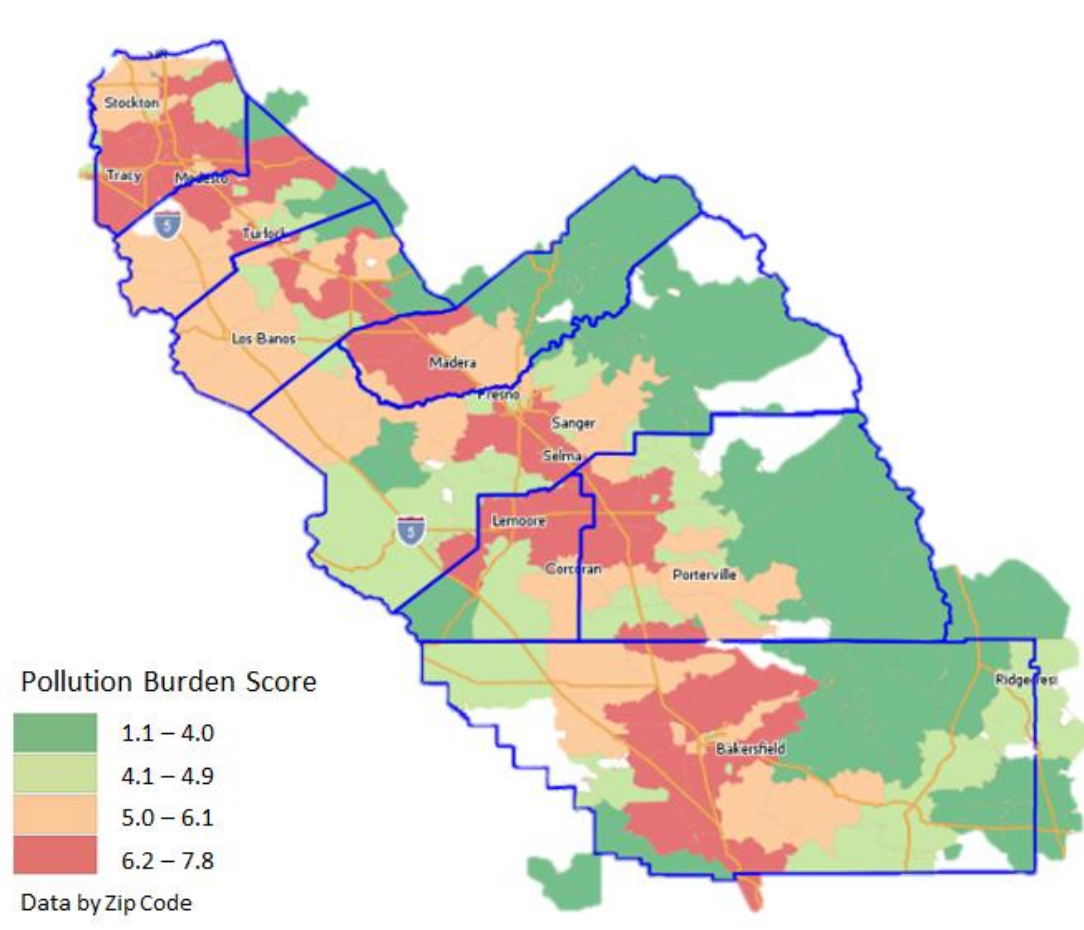 Stockton
Tracy
Modesto
5
Turlock
Los Banos
Madera
Fresno
Sanger
Selma
Lemoore
5
Corcoran
Porterville
Pollution Burden Score
Ridgecrest
1.1 – 4.0
Bakersfield
4.1 – 4.9
5.0 – 6.1
6.2 – 7.8
Data by Zip Code